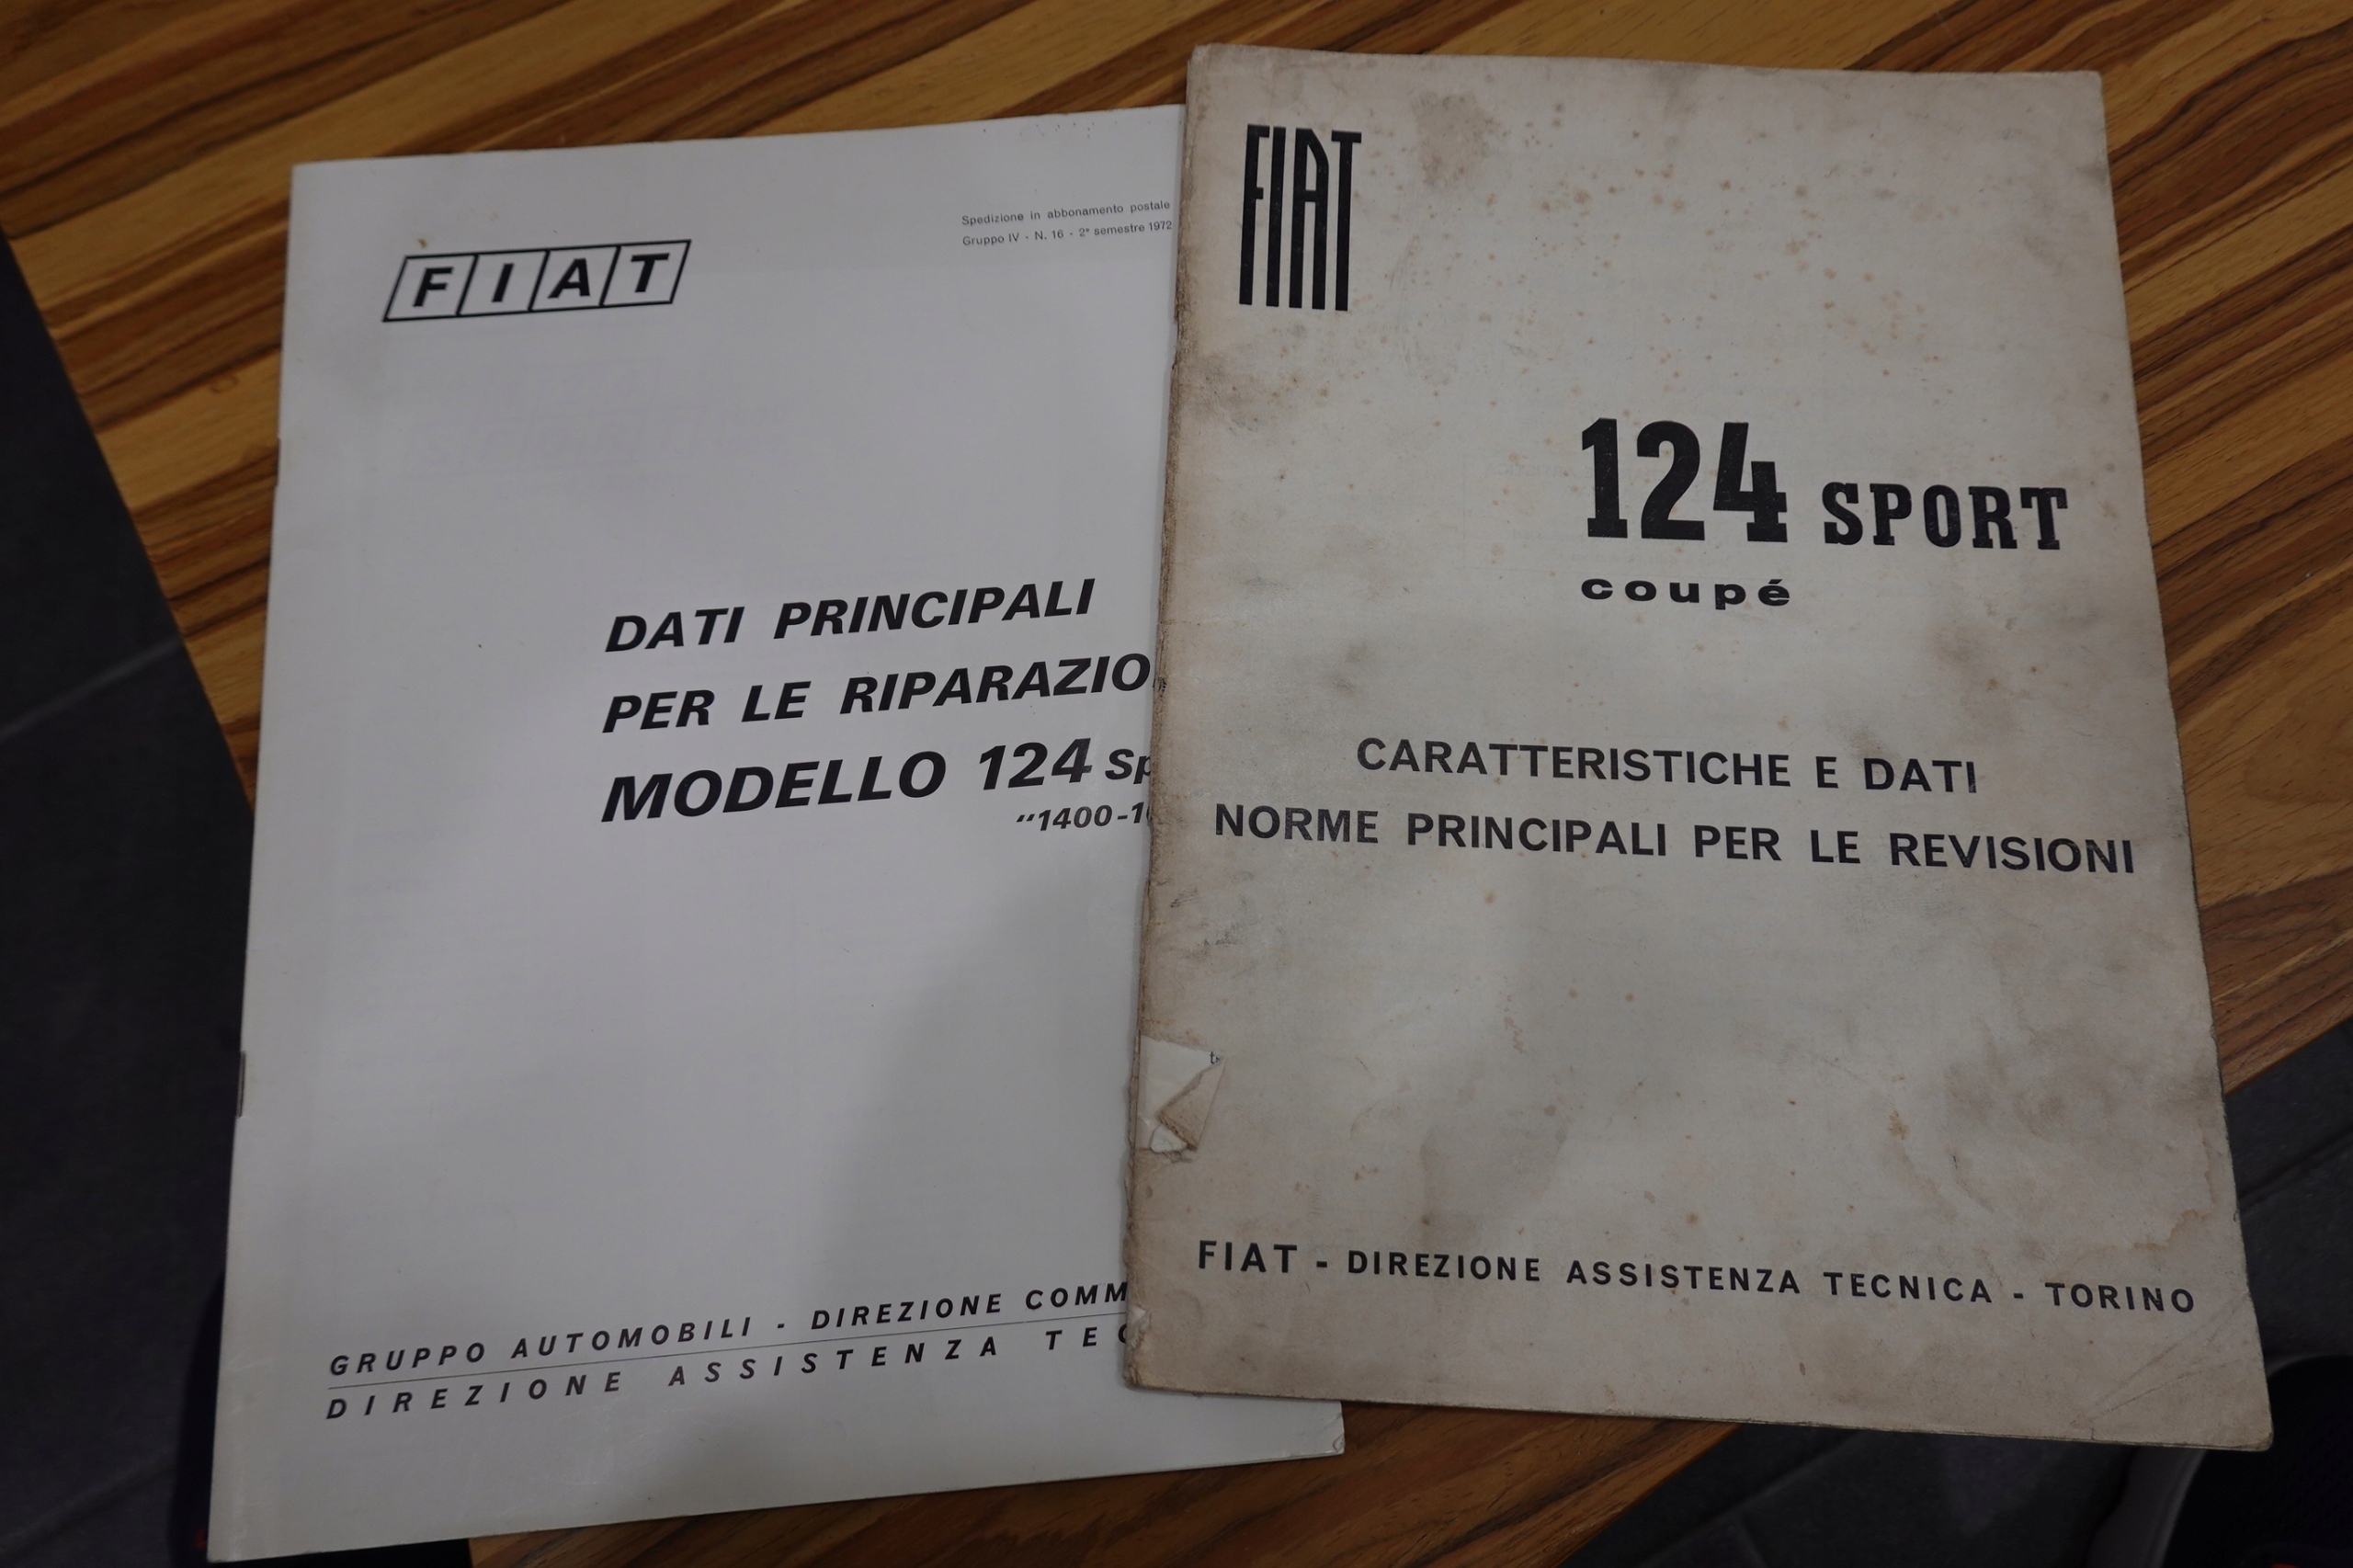 FIAT
Spedizione in abbonamento postale
Gruppo IV - N. 16 - 2° semestre 1972
DATI PRINCIPALI
PER LE RIPARAZIO
MODELLO 124 Sp
"1400-1
GRUPPO AUTOMOBILI - DIREZIONE COMM
DIREZIONE ASSISTENZA TEC
FIAT
124 SPORT
coupé
CARATTERISTICHE E DATI
NORME PRINCIPALI PER LE REVISIONI
FIAT - DIREZIONE ASSISTENZA TECNICA - TORINO